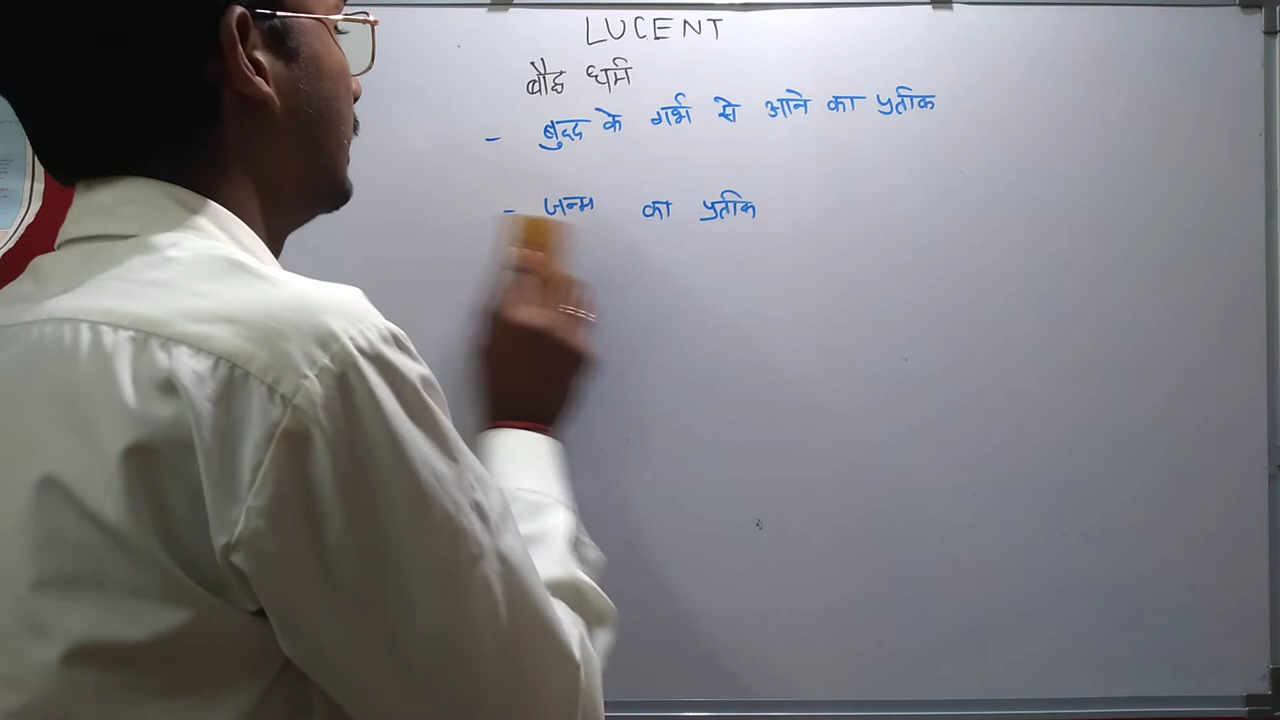 LUCENT
बौद्ध धर्म
- बुद्ध के गर्भ से आने का प्रतीक
- जन्म का प्रतीक